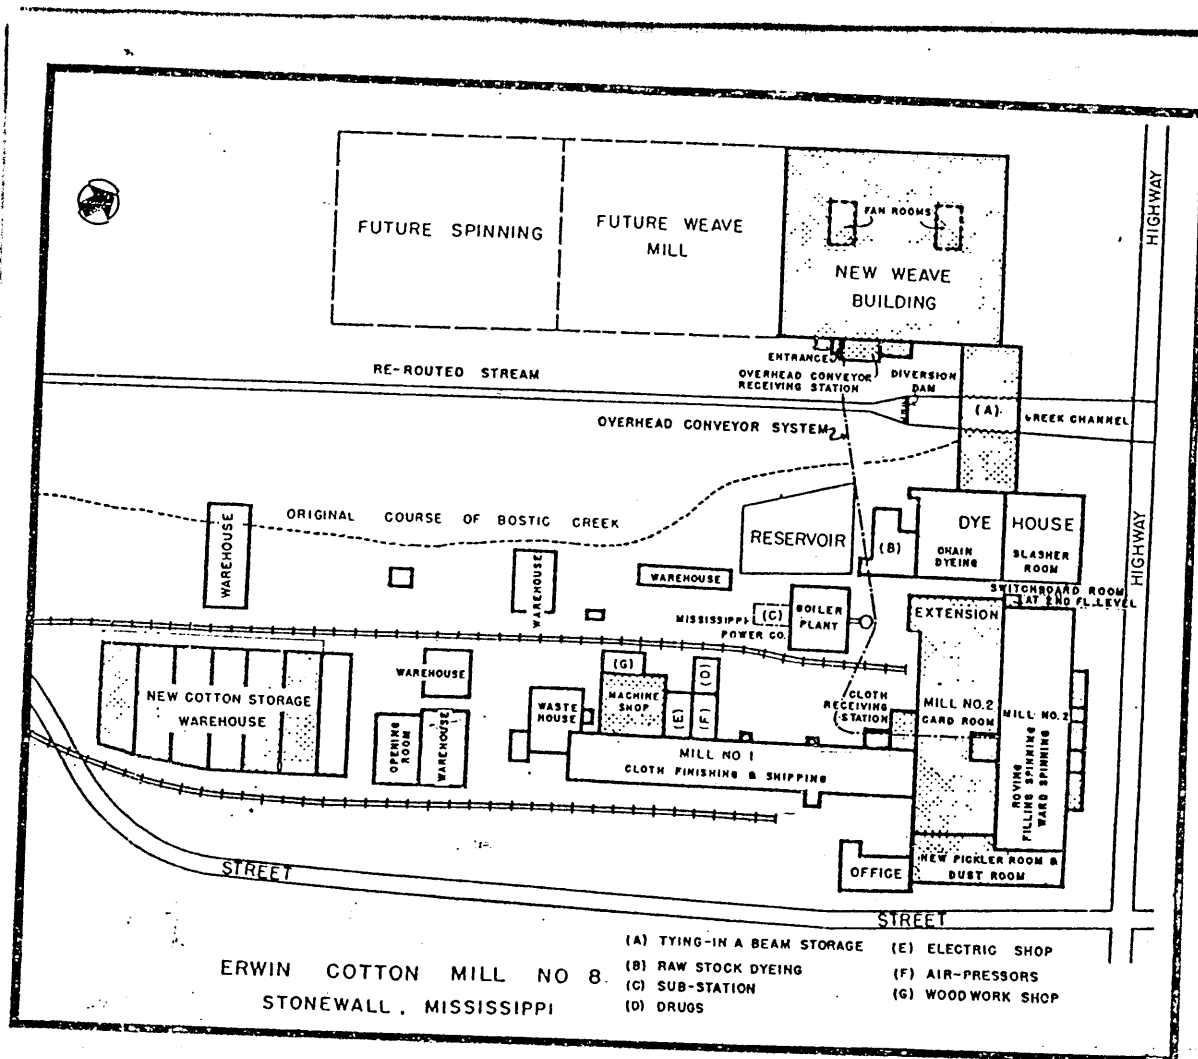 HIGHWAY
FUTURE SPINNING
FUTURE WEAVE
MILL
FAN ROOMS
NEW WEAVE
BUILDING
ENTRANCE
OVERHEAD CONVEYOR
RECEIVING STATION
DIVERSION
DAM
RE-ROUTED STREAM
(A)
CREEK CHANNEL
OVERHEAD CONVEYOR SYSTEM
ORIGINAL COURSE OF BOSTIC CREEK
WAREHOUSE
RESERVOIR
(B)
DYE HOUSE
CHAIN
DYEING
SLASHER
ROOM
HIGHWAY
WAREHOUSE
WAREHOUSE
SWITCHBOARD ROOM
AT 2ND FL. LEVEL
MISSISSIPPI
POWER CO.
(C)
BOILER
PLANT
EXTENSION
NEW COTTON STORAGE
WAREHOUSE
WAREHOUSE
OPENING
ROOM
WAREHOUSE
WASTE
HOUSE
(G)
MACHINE
SHOP
(E)
(D)
(F)
CLOTH
RECEIVING
STATION
MILL NO.2
CARD ROOM
MILL NO.2
ROVING
FILLING SPINNING
WARD SPINNING
MILL NO 1
CLOTH FINISHING & SHIPPING
OFFICE
NEW PICKLER ROOM &
DUST ROOM
STREET
STREET
ERWIN COTTON MILL NO 8.
STONEWALL, MISSISSIPPI
(A) TYING-IN A BEAM STORAGE
(B) RAW STOCK DYEING
(C) SUB-STATION
(D) DRUGS
(E) ELECTRIC SHOP
(F) AIR-PRESSORS
(G) WOODWORK SHOP